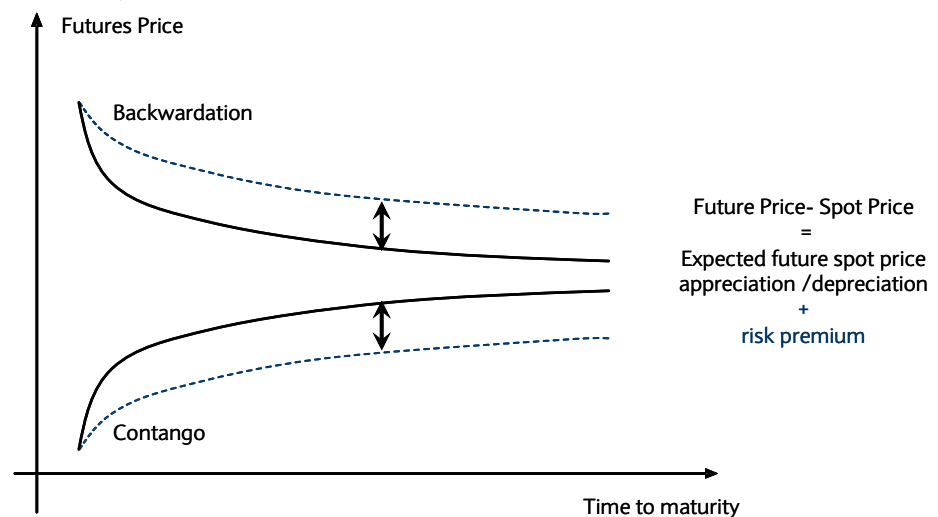 Futures Price
Backwardation
Future Price- Spot Price
=
Expected future spot price
appreciation /depreciation
+
risk premium
Contango
Time to maturity